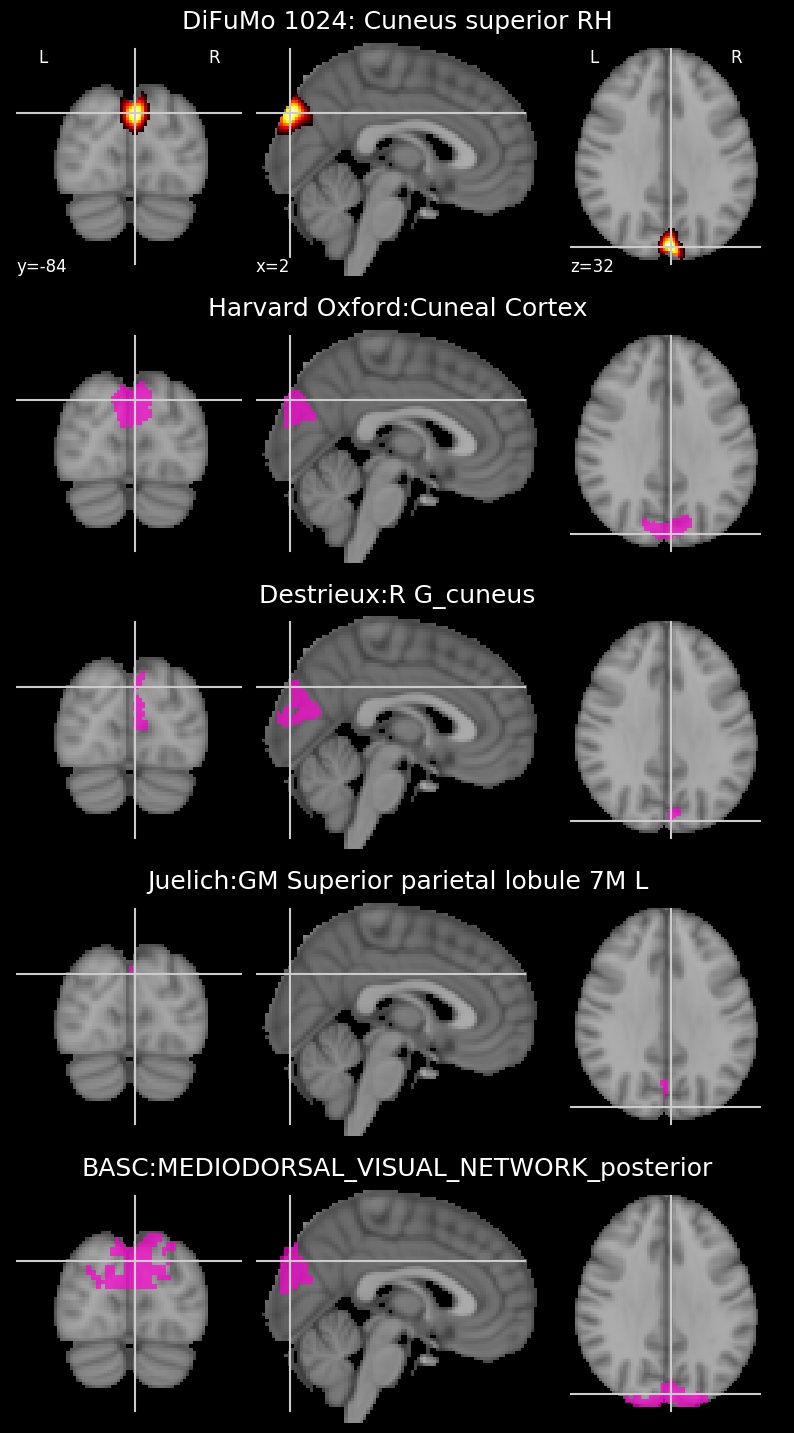 DiFuMo 1024: Cuneus superior RH
L R L R
y=-84 x=2 z=32
Harvard Oxford:Cuneal Cortex
Destrieux:R G_cuneus
Juelich:GM Superior parietal lobule 7M L
BASC:MEDIODORSAL_VISUAL_NETWORK_posterior